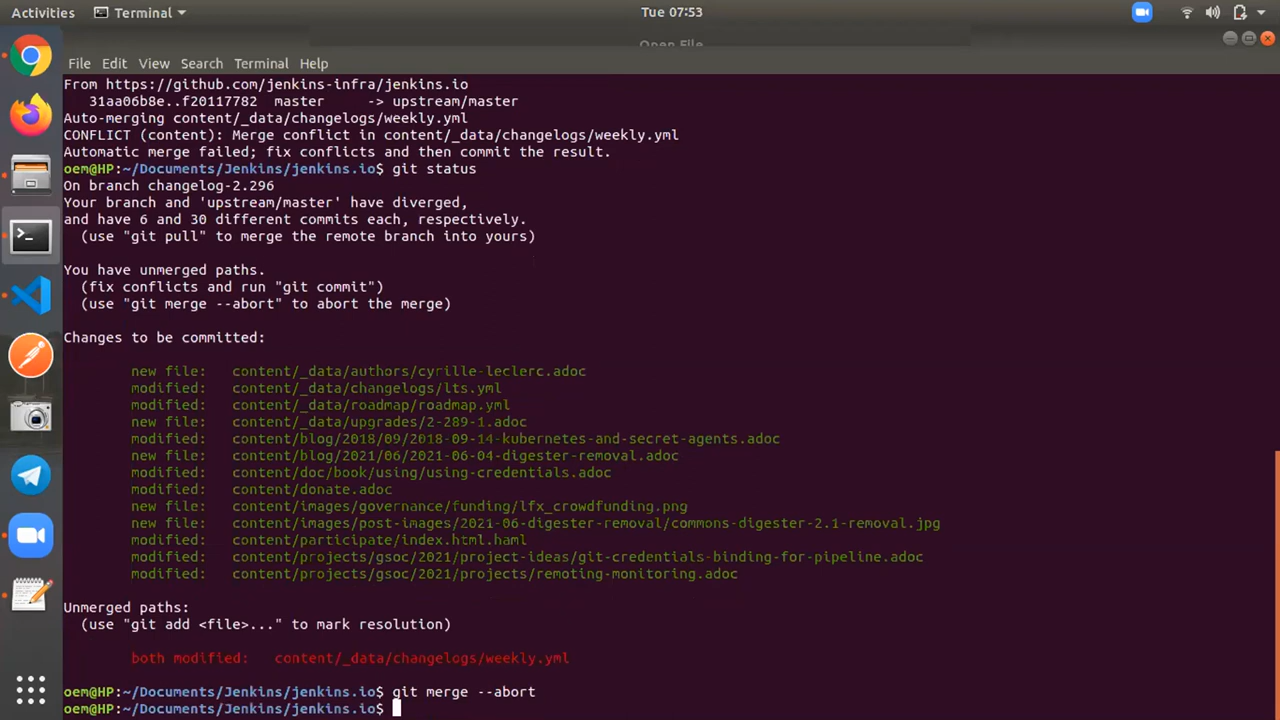 Activities Terminal Tue 07:53
Open File
File Edit View Search Terminal Help
From https://github.com/jenkins-infra/jenkins.io
31aa06b8e..f20117782 master -> upstream/master
Auto-merging content/_data/changelogs/weekly.yml
CONFLICT (content): Merge conflict in content/_data/changelogs/weekly.yml
Automatic merge failed; fix conflicts and then commit the result.
oem@HP:~/Documents/Jenkins/jenkins.io$ git status
On branch changelog-2.296
Your branch and 'upstream/master' have diverged,
and have 6 and 30 different commits each, respectively.
(use "git pull" to merge the remote branch into yours)
You have unmerged paths.
(fix conflicts and run "git commit")
(use "git merge --abort" to abort the merge)
Changes to be committed:
new file: content/_data/authors/cyrille-leclerc.adoc
modified: content/_data/changelogs/lts.yml
modified: content/_data/roadmap/roadmap.yml
new file: content/_data/upgrades/2-289-1.adoc
modified: content/blog/2018/09/2018-09-14-kubernetes-and-secret-agents.adoc
new file: content/blog/2021/06/2021-06-04-digester-removal.adoc
modified: content/doc/book/using/using-credentials.adoc
modified: content/donate.adoc
new file: content/images/governance/funding/lfx_crowdfunding.png
new file: content/images/post-images/2021-06-digester-removal/commons-digester-2.1-removal.jpg
modified: content/participate/index.html.haml
modified: content/projects/gsoc/2021/project-ideas/git-credentials-binding-for-pipeline.adoc
modified: content/projects/gsoc/2021/projects/remoting-monitoring.adoc
Unmerged paths:
(use "git add <file>..." to mark resolution)
both modified: content/_data/changelogs/weekly.yml
oem@HP:~/Documents/Jenkins/jenkins.io$ git merge --abort
oem@HP:~/Documents/Jenkins/jenkins.io$